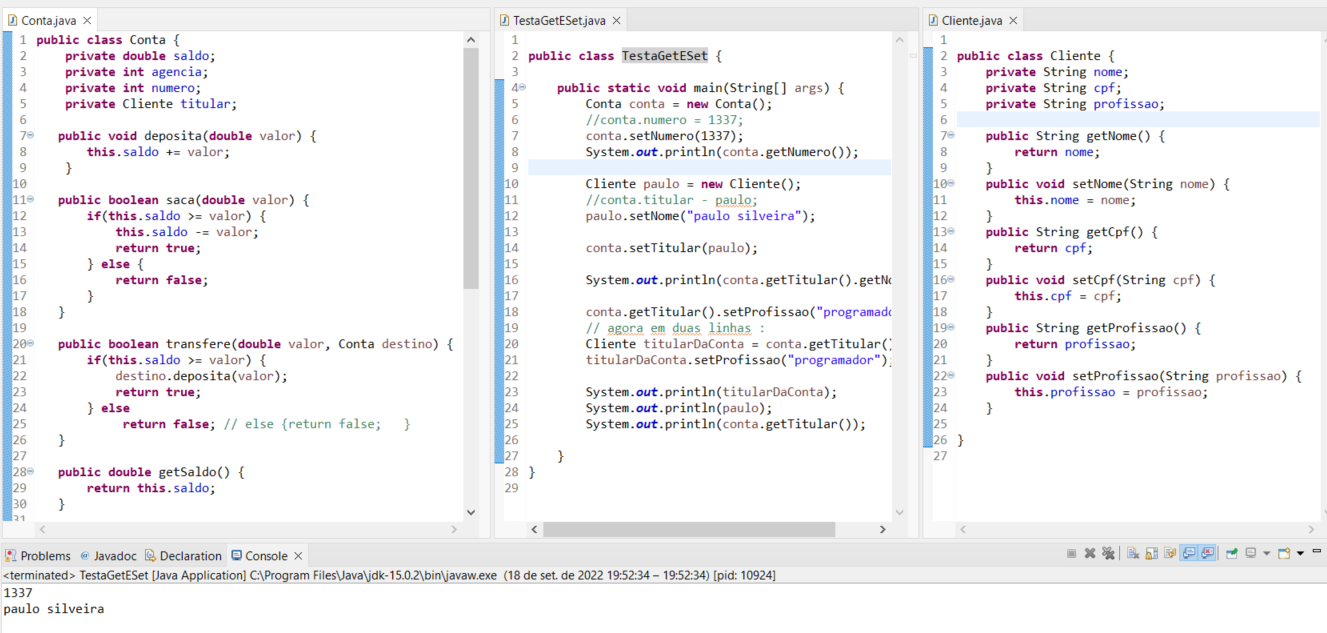 Conta.java
1 public class Conta {
2 private double saldo;
3 private int agencia;
4 private int numero;
5 private Cliente titular;
6
7 public void deposita(double valor) {
8 this.saldo += valor;
9 }
10
11 public boolean saca(double valor) {
12 if(this.saldo >= valor) {
13 this.saldo -= valor;
14 return true;
15 } else {
16 return false;
17 }
18 }
19
20 public boolean transfere(double valor, Conta destino) {
21 if(this.saldo >= valor) {
22 destino.deposita(valor);
23 return true;
24 } else
25 return false; // else {return false; }
26 }
27
28 public double getSaldo() {
29 return this.saldo;
30 }
31
TestaGetESet.java
1
2 public class TestaGetESet {
3
4 public static void main(String[] args) {
5 Conta conta = new Conta();
6 //conta.numero = 1337;
7 conta.setNumero(1337);
8 System.out.println(conta.getNumero());
9
10 Cliente paulo = new Cliente();
11 //conta.titular - paulo;
12 paulo.setNome("paulo silveira");
13
14 conta.setTitular(paulo);
15
16 System.out.println(conta.getTitular().getNo
17
18 conta.getTitular().setProfissao("programado
19 // agora em duas linhas :
20 Cliente titularDaConta = conta.getTitular()
21 titularDaConta.setProfissao("programador");
22
23 System.out.println(titularDaConta);
24 System.out.println(paulo);
25 System.out.println(conta.getTitular());
26
27 }
28 }
29
Cliente.java
1
2 public class Cliente {
3 private String nome;
4 private String cpf;
5 private String profissao;
6
7 public String getNome() {
8 return nome;
9 }
10 public void setNome(String nome) {
11 this.nome = nome;
12 }
13 public String getCpf() {
14 return cpf;
15 }
16 public void setCpf(String cpf) {
17 this.cpf = cpf;
18 }
19 public String getProfissao() {
20 return profissao;
21 }
22 public void setProfissao(String profissao) {
23 this.profissao = profissao;
24 }
25
26 }
27
Problems @ Javadoc Declaration Console
<terminated> TestaGetESet [Java Application] C:\Program Files\Java\jdk-15.0.2\bin\javaw.exe (18 de set. de 2022 19:52:34 – 19:52:34) [pid: 10924]
1337
paulo silveira